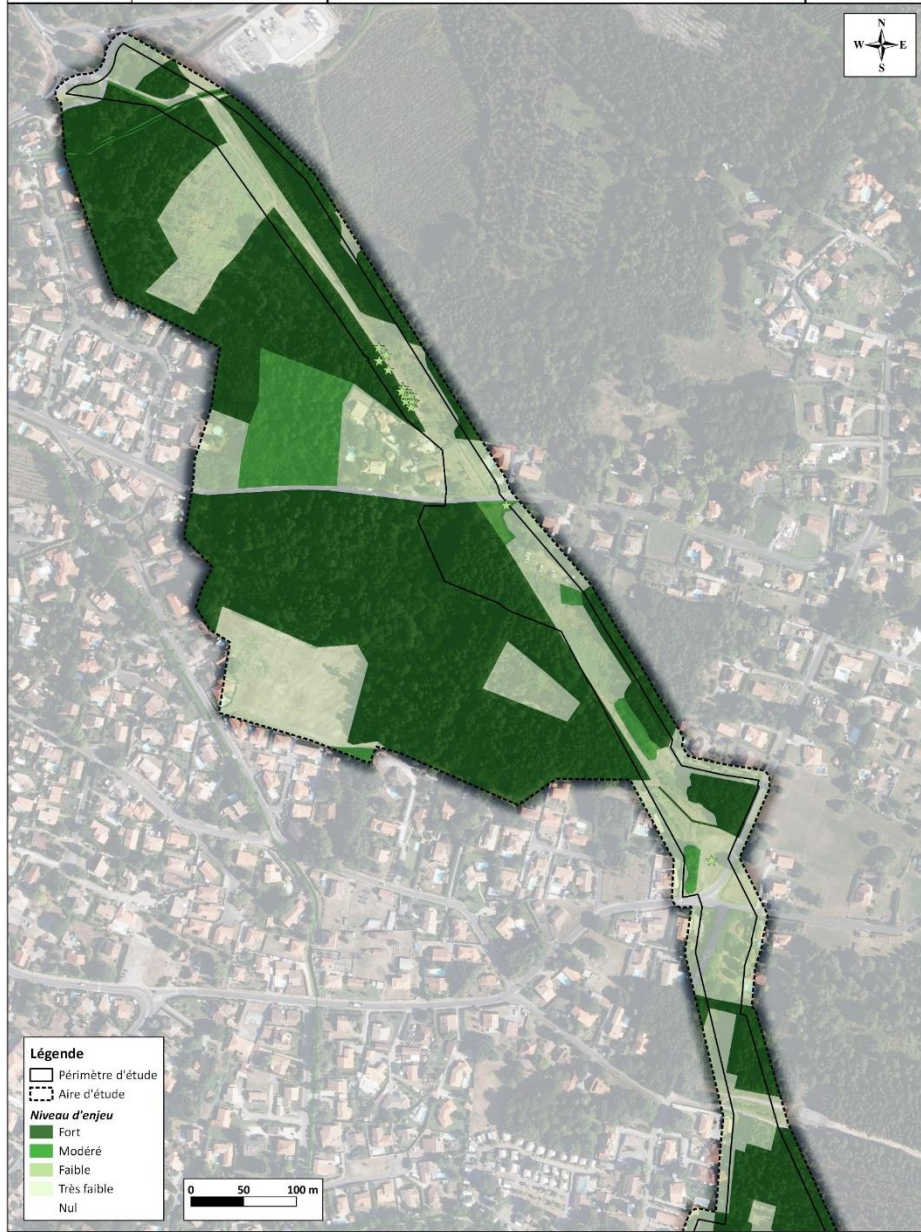 N
W E
S
Légende
Périmètre d'étude
Aire d'étude
Niveau d'enjeu
Fort
Modéré
Faible
Très faible
Nul
0 50 100 m